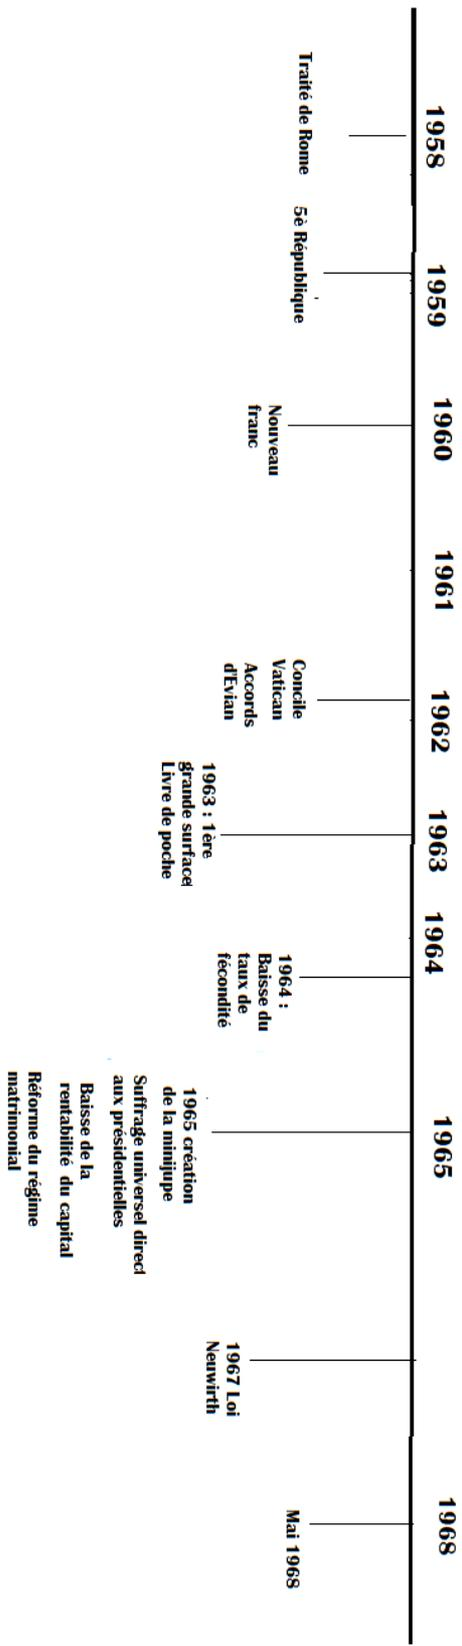 1958
1959
1960
1961
1962
1963
1964
1965
1968
Traité de Rome
5è République
Nouveau
franc
Concile
Vatican
Accords
d'Evian
1963 : 1ère
grande surface
Livre de poche
1964 :
Baisse du
taux de
fécondité
1965 création
de la minijupe
Suffrage universel direct
aux présidentielles
Baisse de la
rentabilité du capital
Réforme du régime
matrimonial
1967 Loi
Neuwirth
Mai 1968